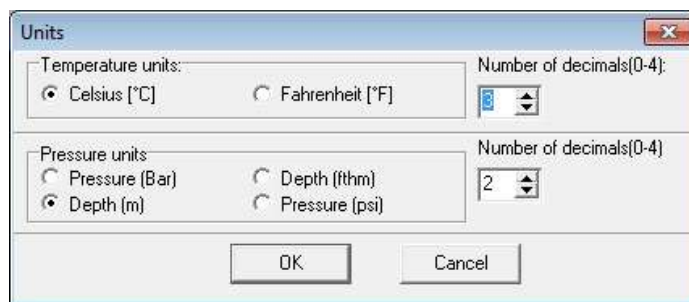 Units
Temperature units:
Celsius [°C]
Fahrenheit [°F]
Number of decimals(0-4):
3
Pressure units
Pressure (Bar)
Depth (fthm)
Depth (m)
Pressure (psi)
Number of decimals(0-4)
2
OK
Cancel